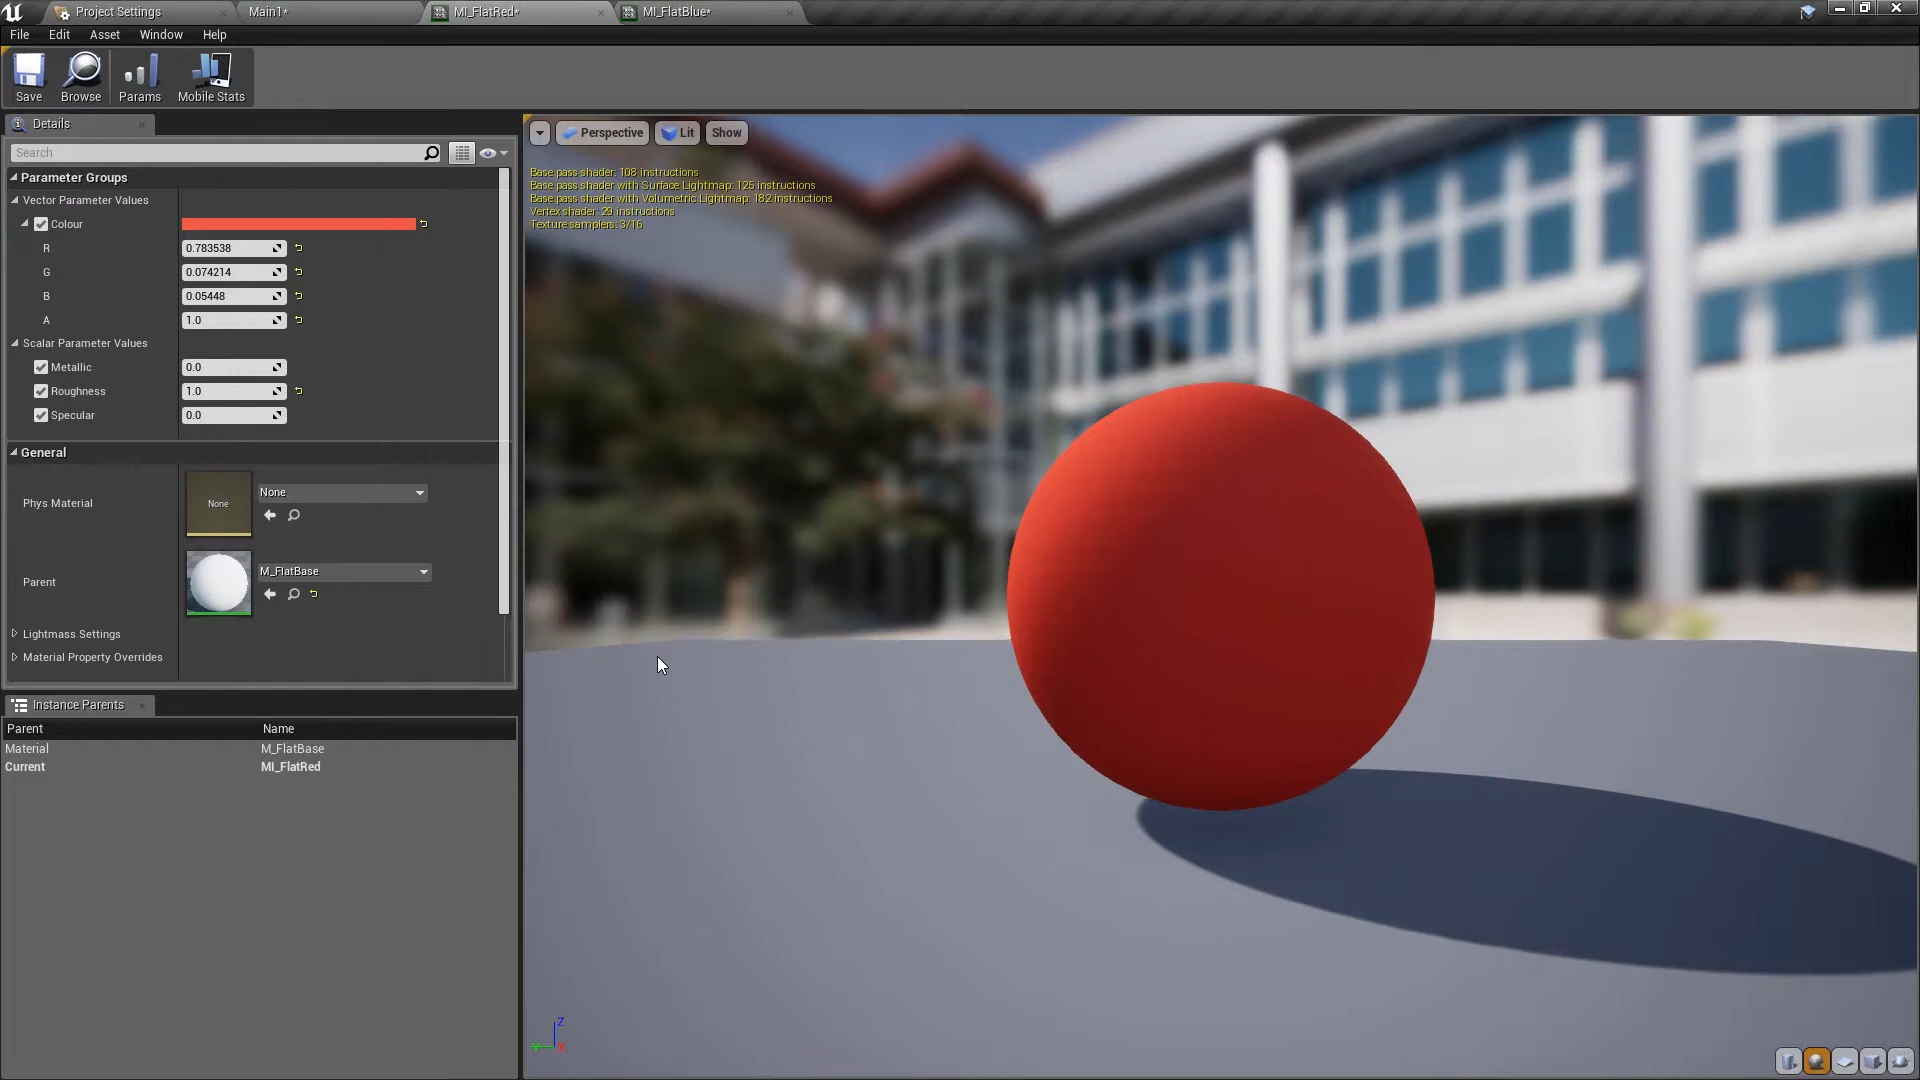 Project Settings
Main1*
MI_FlatRed*
MI_FlatBlue*
File Edit Asset Window Help
Save Browse Params Mobile Stats
Details
Search
Parameter Groups
Vector Parameter Values
Colour
R 0.783538
G 0.074214
B 0.05448
A 1.0
Scalar Parameter Values
Metallic 0.0
Roughness 1.0
Specular 0.0
General
Phys Material None None
Parent M_FlatBase
Lightmass Settings
Material Property Overrides
Instance Parents
Parent Name
Material M_FlatBase
Current MI_FlatRed
Perspective Lit Show
Base pass shader: 108 instructions
Base pass shader with Surface Lightmap: 125 instructions
Base pass shader with Volumetric Lightmap: 182 instructions
Vertex shader: 29 instructions
Texture samplers: 3/16
Z
Y X